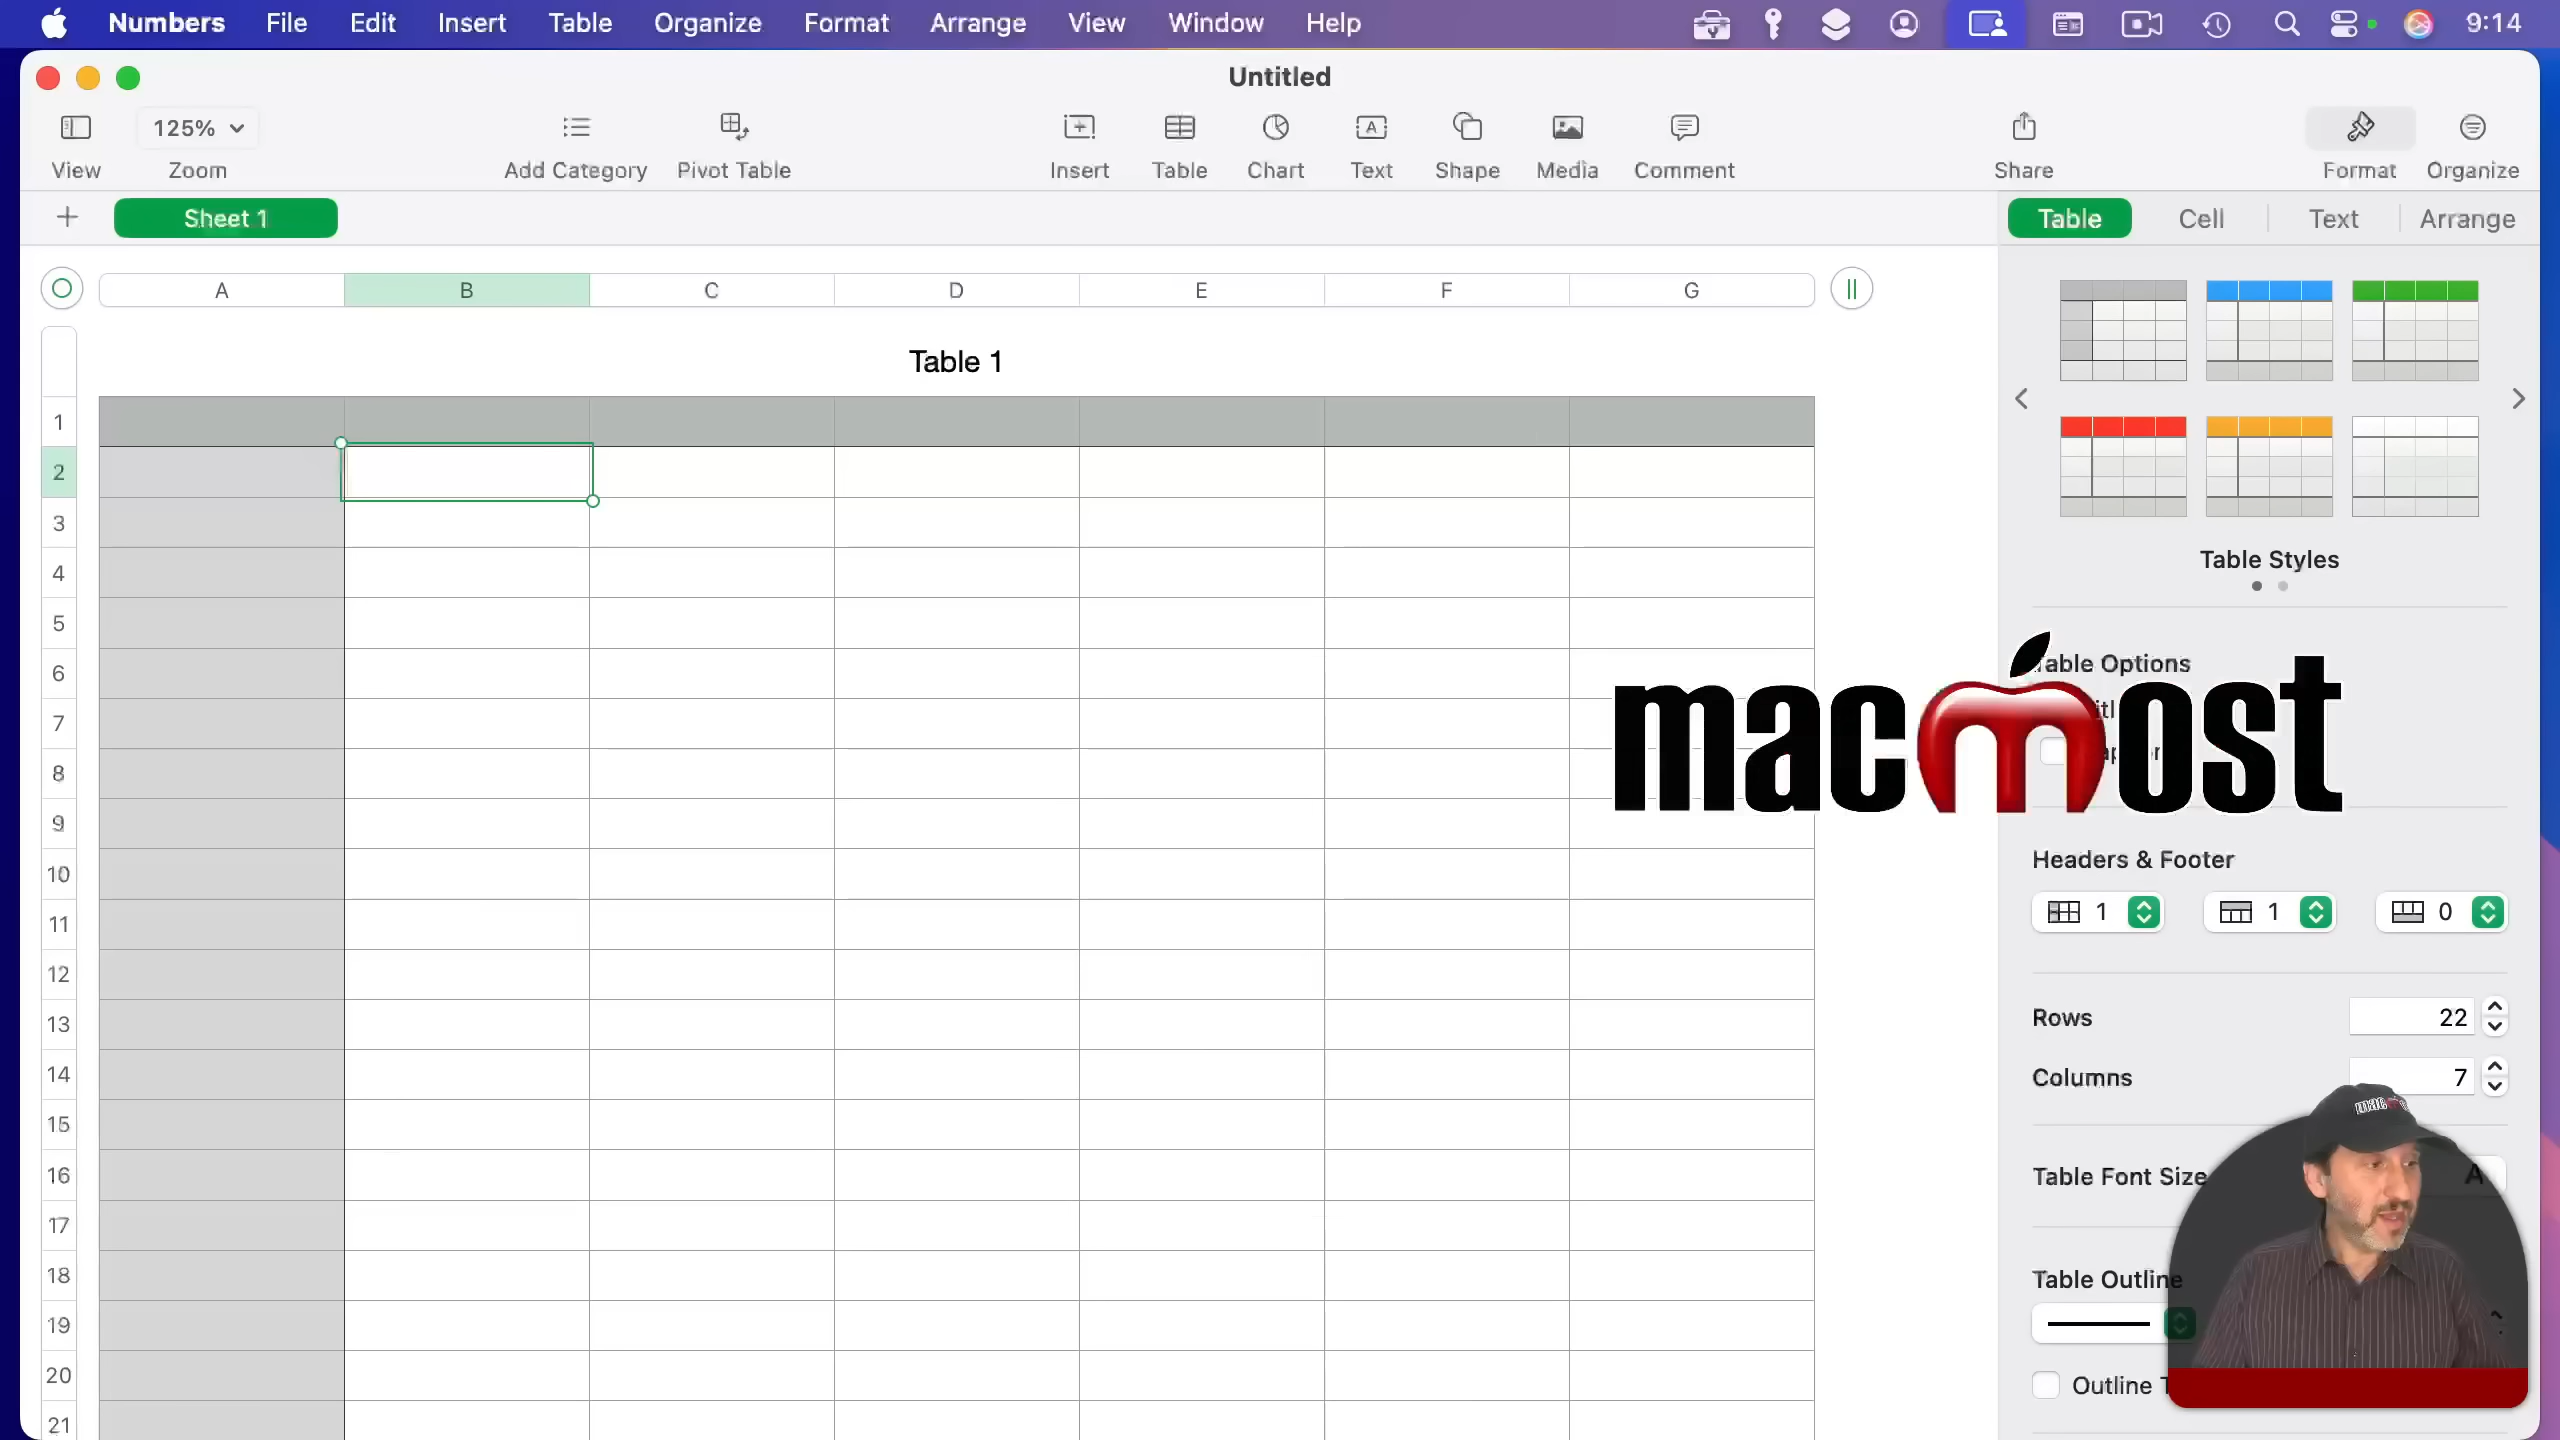 Numbers File Edit Insert Table Organize Format Arrange View Window Help 9:14
Untitled
125%
View Zoom Add Category Pivot Table Insert Table Chart Text Shape Media Comment Share Format Organize
Sheet 1
Table Cell Text Arrange
A B C D E F G
Table 1
1
2
3
4
5
6
7
8
9
10
11
12
13
14
15
16
17
18
19
20
21
Table Styles
Table Options
macmost
Headers & Footer
1 1 0
Rows 22
Columns 7
Table Font Size A
Table Outline
Outline T